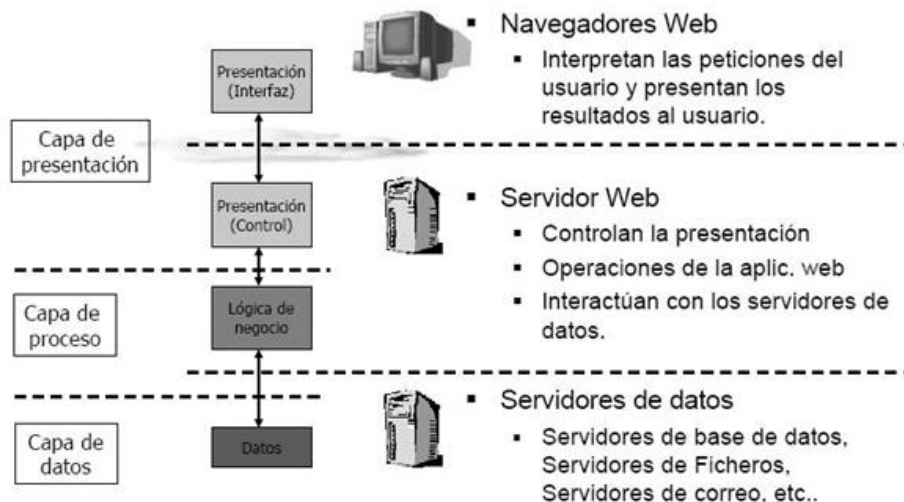 Presentación
(Interfaz)
Capa de
presentación
Presentación
(Control)
Capa de
proceso
Lógica de
negocio
Capa de
datos
Datos
▪ Navegadores Web
▪ Interpretan las peticiones del
usuario y presentan los
resultados al usuario.
▪ Servidor Web
▪ Controlan la presentación
▪ Operaciones de la aplic. web
▪ Interactúan con los servidores de
datos.
▪ Servidores de datos
▪ Servidores de base de datos,
Servidores de Ficheros,
Servidores de correo, etc..